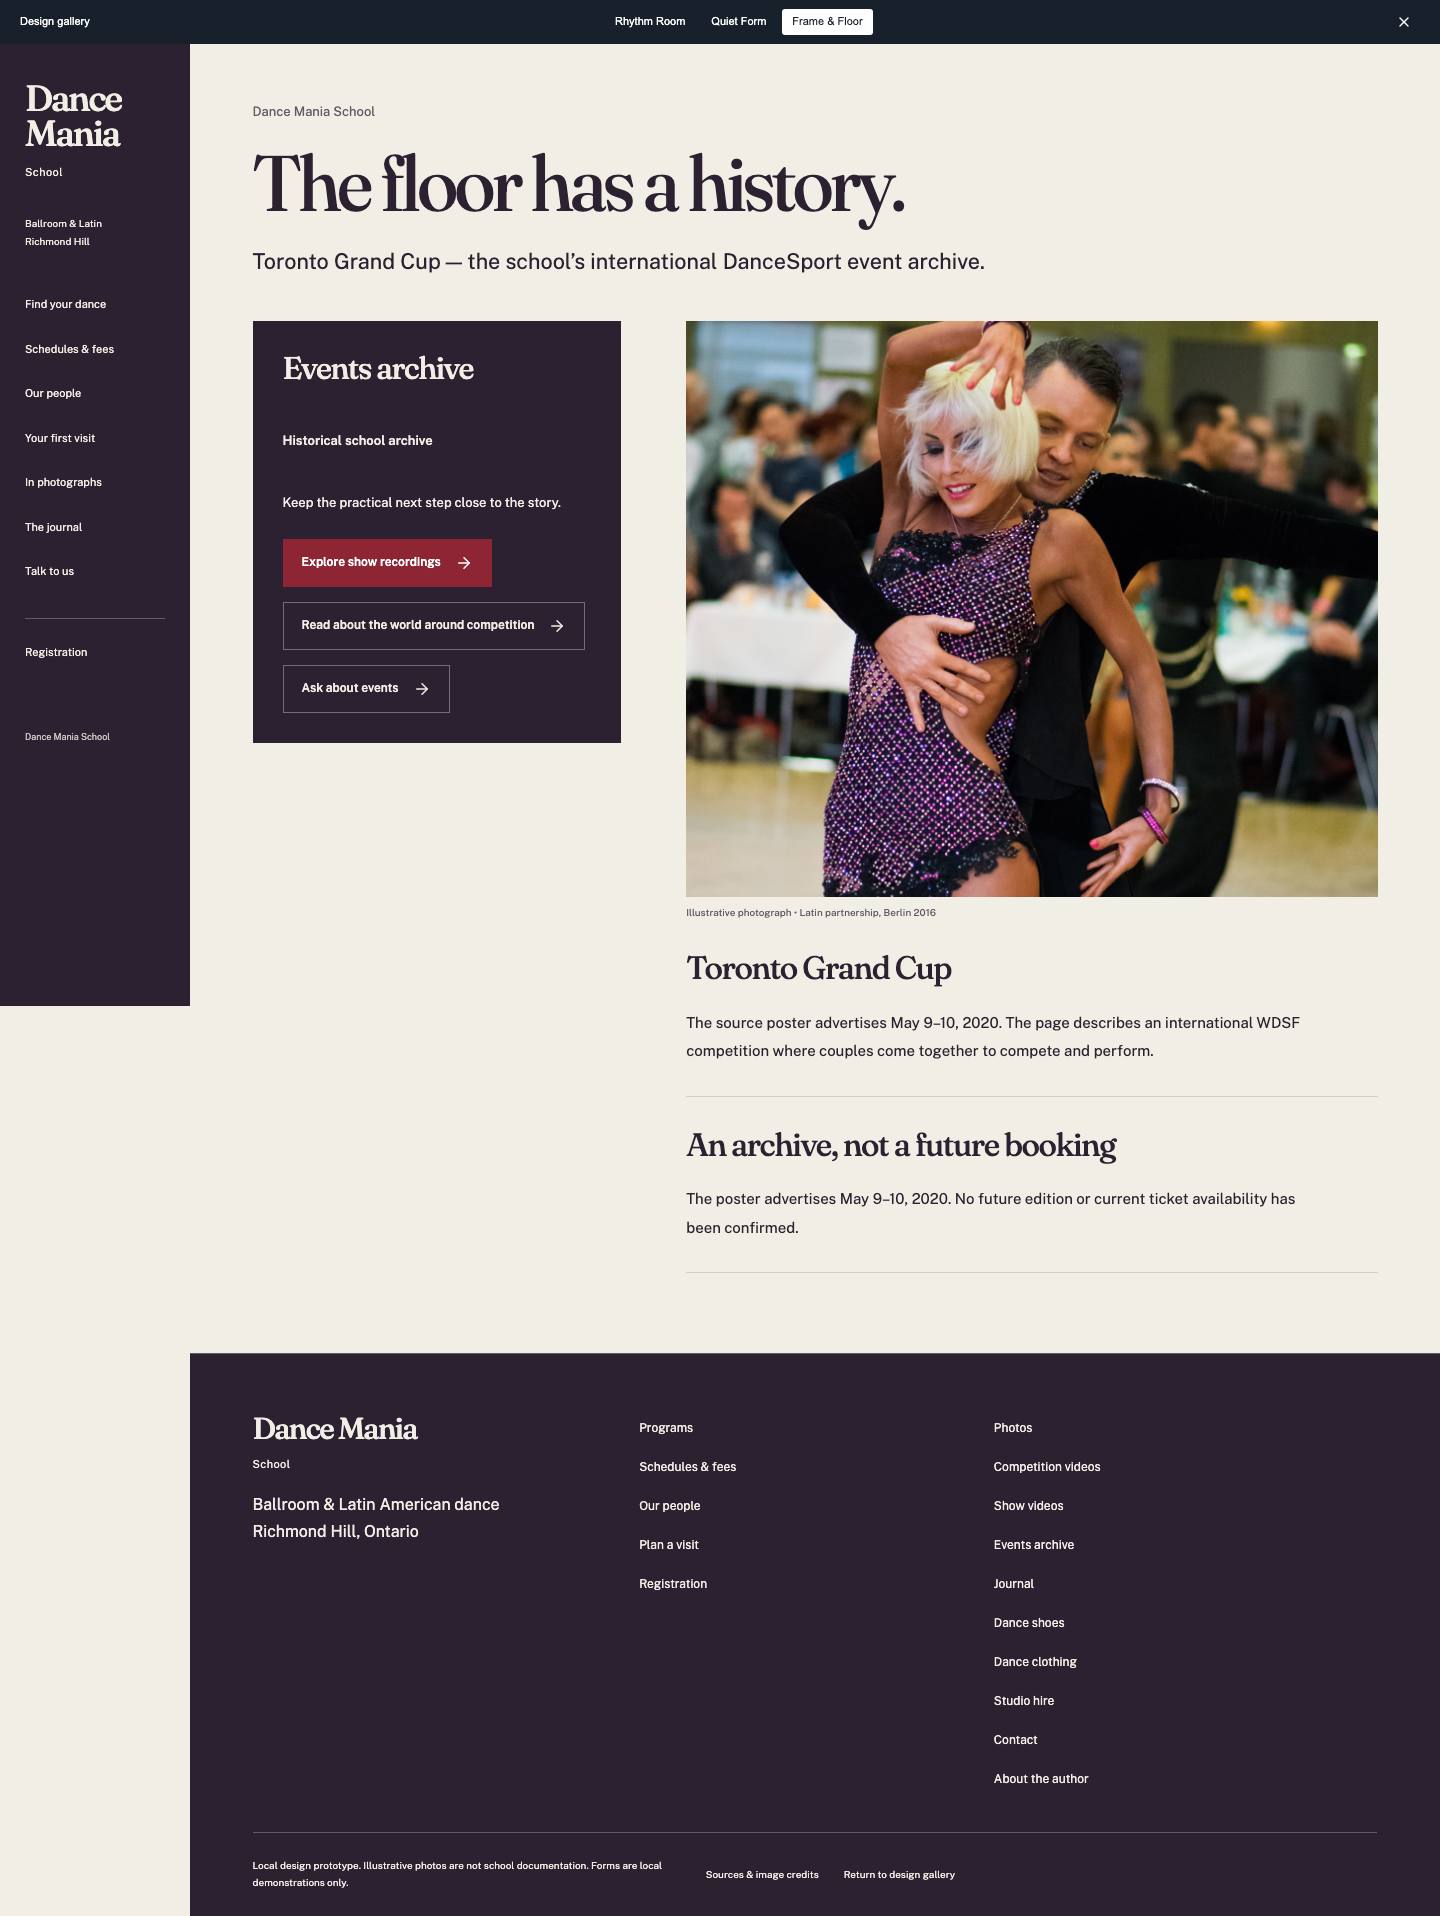 Design gallery
Rhythm Room
Quiet Form
Frame & Floor
Dance
Mania
School
Ballroom & Latin
Richmond Hill
Find your dance
Schedules & fees
Our people
Your first visit
In photographs
The journal
Talk to us
Registration
Dance Mania School
Dance Mania School
The floor has a history.
Toronto Grand Cup — the school’s international DanceSport event archive.
Events archive
Historical school archive
Keep the practical next step close to the story.
Explore show recordings
Read about the world around competition
Ask about events
Illustrative photograph · Latin partnership, Berlin 2016
Toronto Grand Cup
The source poster advertises May 9–10, 2020. The page describes an international WDSF
competition where couples come together to compete and perform.
An archive, not a future booking
The poster advertises May 9–10, 2020. No future edition or current ticket availability has
been confirmed.
Dance Mania
School
Ballroom & Latin American dance
Richmond Hill, Ontario
Programs
Schedules & fees
Our people
Plan a visit
Registration
Photos
Competition videos
Show videos
Events archive
Journal
Dance shoes
Dance clothing
Studio hire
Contact
About the author
Local design prototype. Illustrative photos are not school documentation. Forms are local
demonstrations only.
Sources & image credits
Return to design gallery